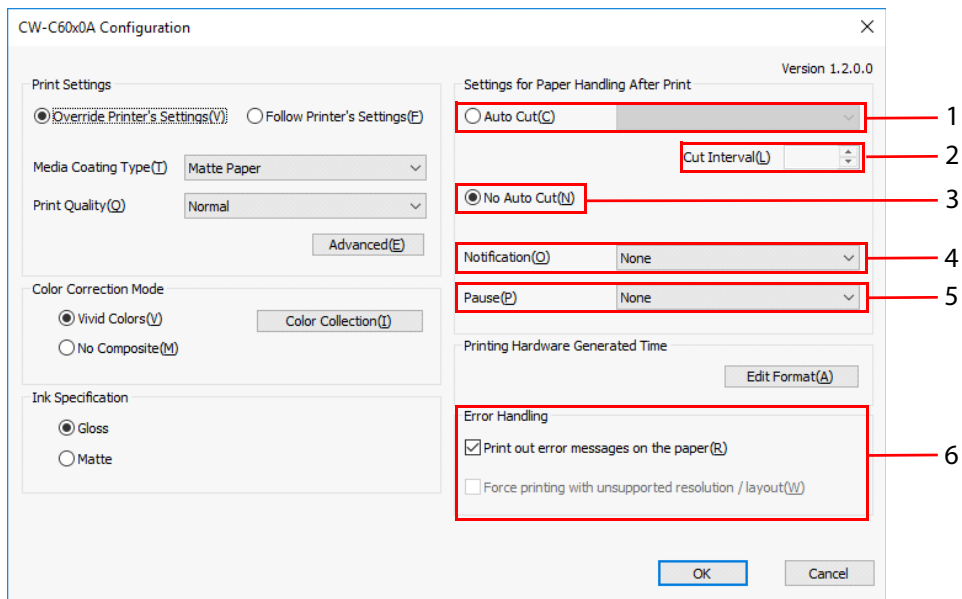 CW-C60x0A Configuration
Version 1.2.0.0
Print Settings
Override Printer's Settings(V)
Follow Printer's Settings(F)
Media Coating Type(T)
Matte Paper
Print Quality(Q)
Normal
Advanced(E)
Color Correction Mode
Vivid Colors(V)
Color Collection(I)
No Composite(M)
Ink Specification
Gloss
Matte
Settings for Paper Handling After Print
Auto Cut(C)
1
Cut Interval(L)
2
No Auto Cut(N)
3
Notification(O)
None
4
Pause(P)
None
5
Printing Hardware Generated Time
Edit Format(A)
Error Handling
Print out error messages on the paper(R)
Force printing with unsupported resolution / layout(W)
6
OK
Cancel